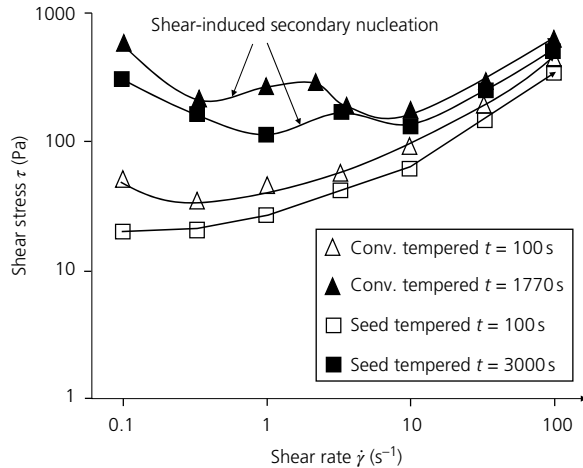 1000
Shear-induced secondary nucleation
100
10
1
Shear stress τ (Pa)
△ Conv. tempered t = 100 s
▲ Conv. tempered t = 1770 s
□ Seed tempered t = 100 s
■ Seed tempered t = 3000 s
0.1 1 10 100
Shear rate γ̇ (s⁻¹)